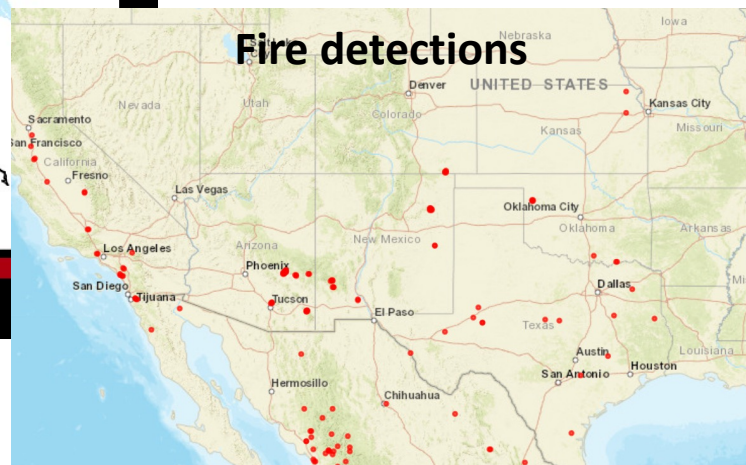 Fire detections
Iowa
Nebraska
Denver
UNITED STATES
Nevada
Utah
Colorado
Kansas City
Sacramento
Kansas
Missouri
San Francisco
California
Fresno
Las Vegas
Oklahoma City
Oklahoma
Arkansas
Los Angeles
Arizona
New Mexico
Phoenix
San Diego
Tijuana
Tucson
El Paso
Dallas
Texas
Louisiana
Austin
Houston
San Antonio
Hermosillo
Chihuahua